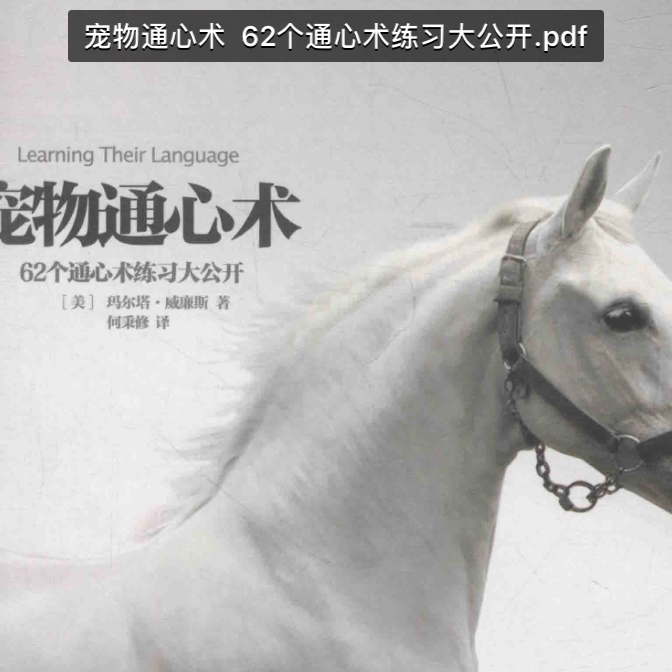 宠物通心术 62个通心术练习大公开.pdf
Learning Their Language
宠物通心术
62个通心术练习大公开
［美］ 玛尔塔・威廉斯 著
何秉修 译